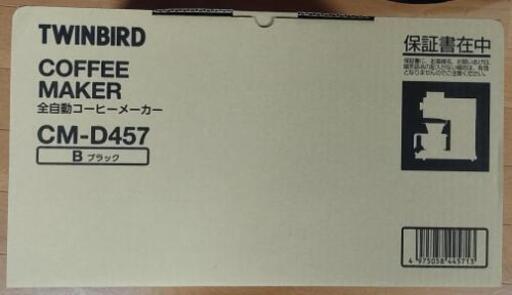 TWINBIRD
COFFEE
MAKER
全自動コーヒーメーカー
CM-D457
B ブラック
保証書在中
4 975058 445713